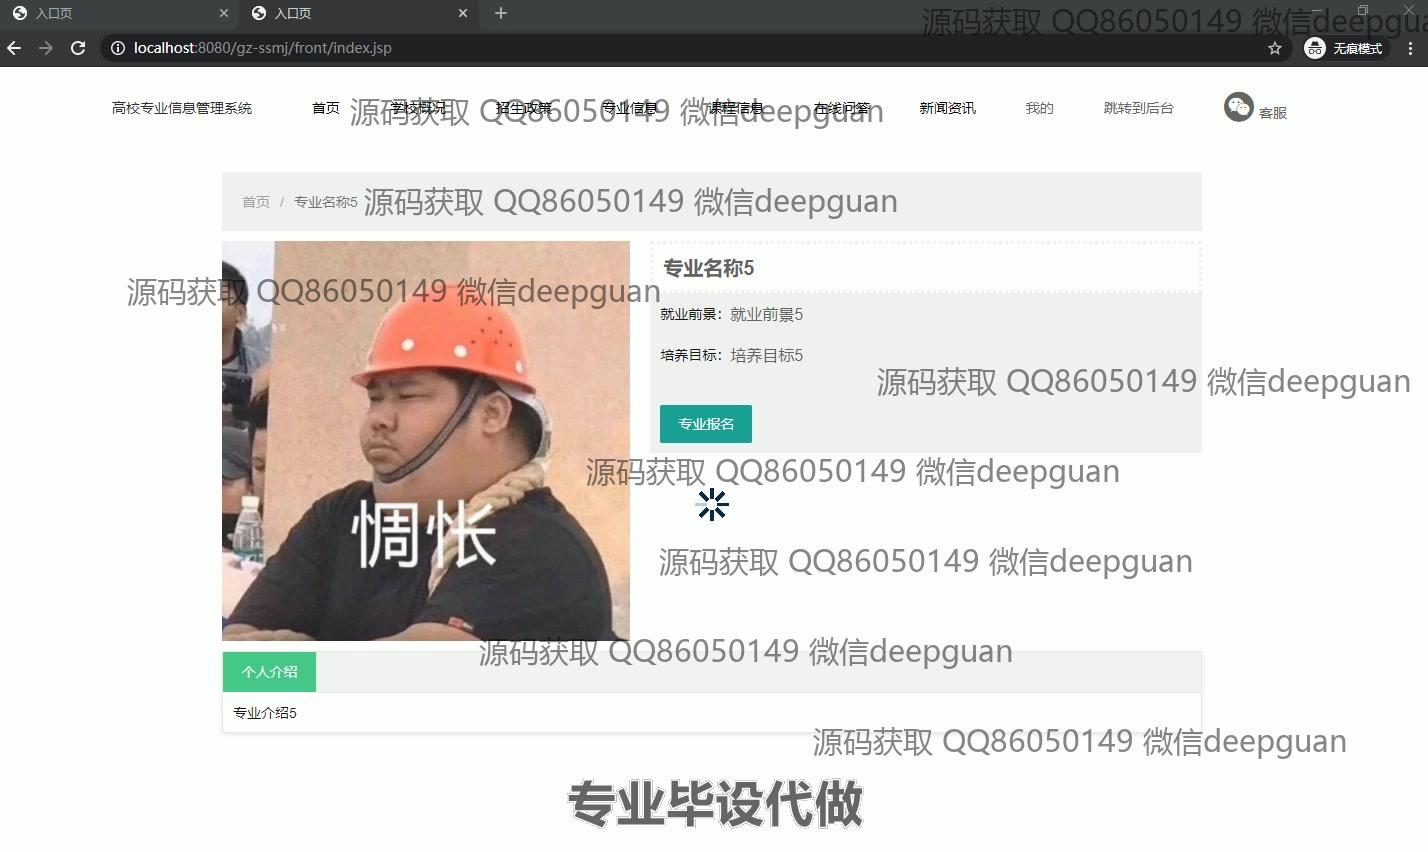 入口页
入口页
源码获取 QQ86050149 微信deepgua
localhost:8080/gz-ssmj/front/index.jsp
无痕模式
高校专业信息管理系统 首页 学校概况 招生政策 专业信息 课程信息 在线问答 新闻资讯 我的 跳转到后台 客服
源码获取 QQ86050149 微信deepguan
首页 / 专业名称5
源码获取 QQ86050149 微信deepguan
专业名称5
源码获取 QQ86050149 微信deepguan
就业前景：就业前景5
培养目标：培养目标5
源码获取 QQ86050149 微信deepguan
专业报名
源码获取 QQ86050149 微信deepguan
惆怅
源码获取 QQ86050149 微信deepguan
源码获取 QQ86050149 微信deepguan
个人介绍
专业介绍5
源码获取 QQ86050149 微信deepguan
专业毕设代做